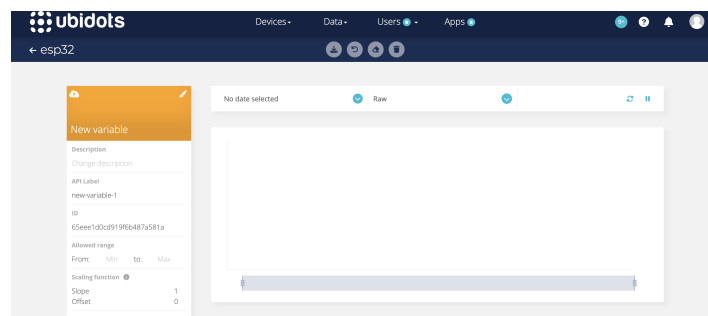 ubidots
Devices Data Users Apps 9+
esp32
No date selected Raw
New variable
Description
Change description
API Label
new-variable-1
ID
65eee1d0cd919f6b487a581a
Allowed range
From: Min to: Max
Scaling function
Slope 1
Offset 0